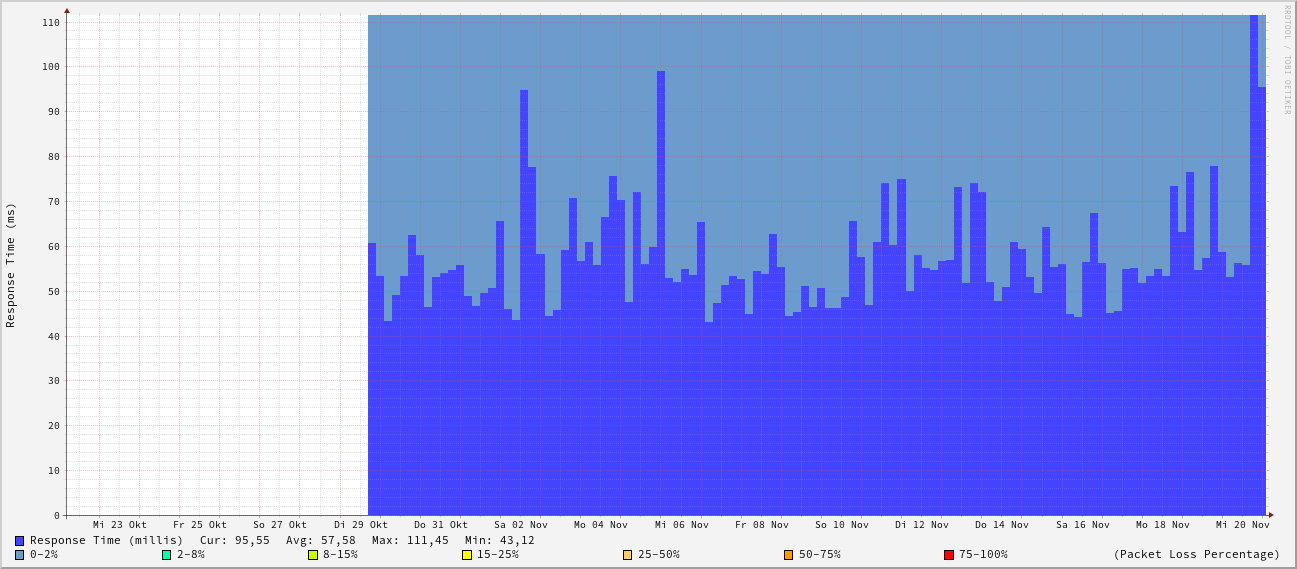 RRDTOOL / TOBI OETIKER
Response Time (ms)
110
100
90
80
70
60
50
40
30
20
10
0
Mi 23 Okt Fr 25 Okt So 27 Okt Di 29 Okt Do 31 Okt Sa 02 Nov Mo 04 Nov Mi 06 Nov Fr 08 Nov So 10 Nov Di 12 Nov Do 14 Nov Sa 16 Nov Mo 18 Nov Mi 20 Nov
Response Time (millis) Cur: 95,55 Avg: 57,58 Max: 111,45 Min: 43,12
0-2% 2-8% 8-15% 15-25% 25-50% 50-75% 75-100% (Packet Loss Percentage)